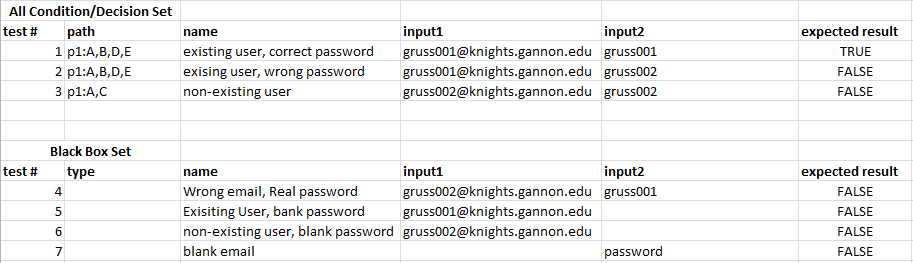 All Condition/Decision Set
test # path name input1 input2 expected result
1 p1:A,B,D,E existing user, correct password gruss001@knights.gannon.edu gruss001 TRUE
2 p1:A,B,D,E exising user, wrong password gruss001@knights.gannon.edu gruss002 FALSE
3 p1:A,C non-existing user gruss002@knights.gannon.edu gruss002 FALSE
Black Box Set
test # type name input1 input2 expected result
4 Wrong email, Real password gruss002@knights.gannon.edu gruss001 FALSE
5 Exisiting User, bank password gruss001@knights.gannon.edu FALSE
6 non-existing user, blank password gruss002@knights.gannon.edu FALSE
7 blank email password FALSE